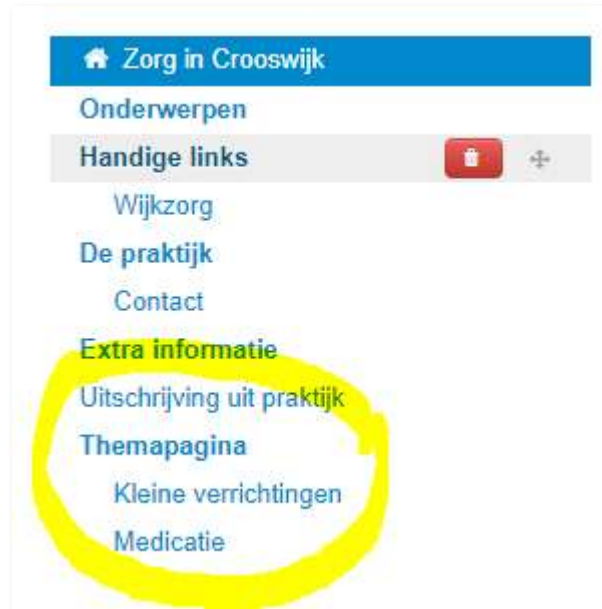 Zorg in Crooswijk
Onderwerpen
Handige links
Wijkzorg
De praktijk
Contact
Extra informatie
Uitschrijving uit praktijk
Themapagina
Kleine verrichtingen
Medicatie